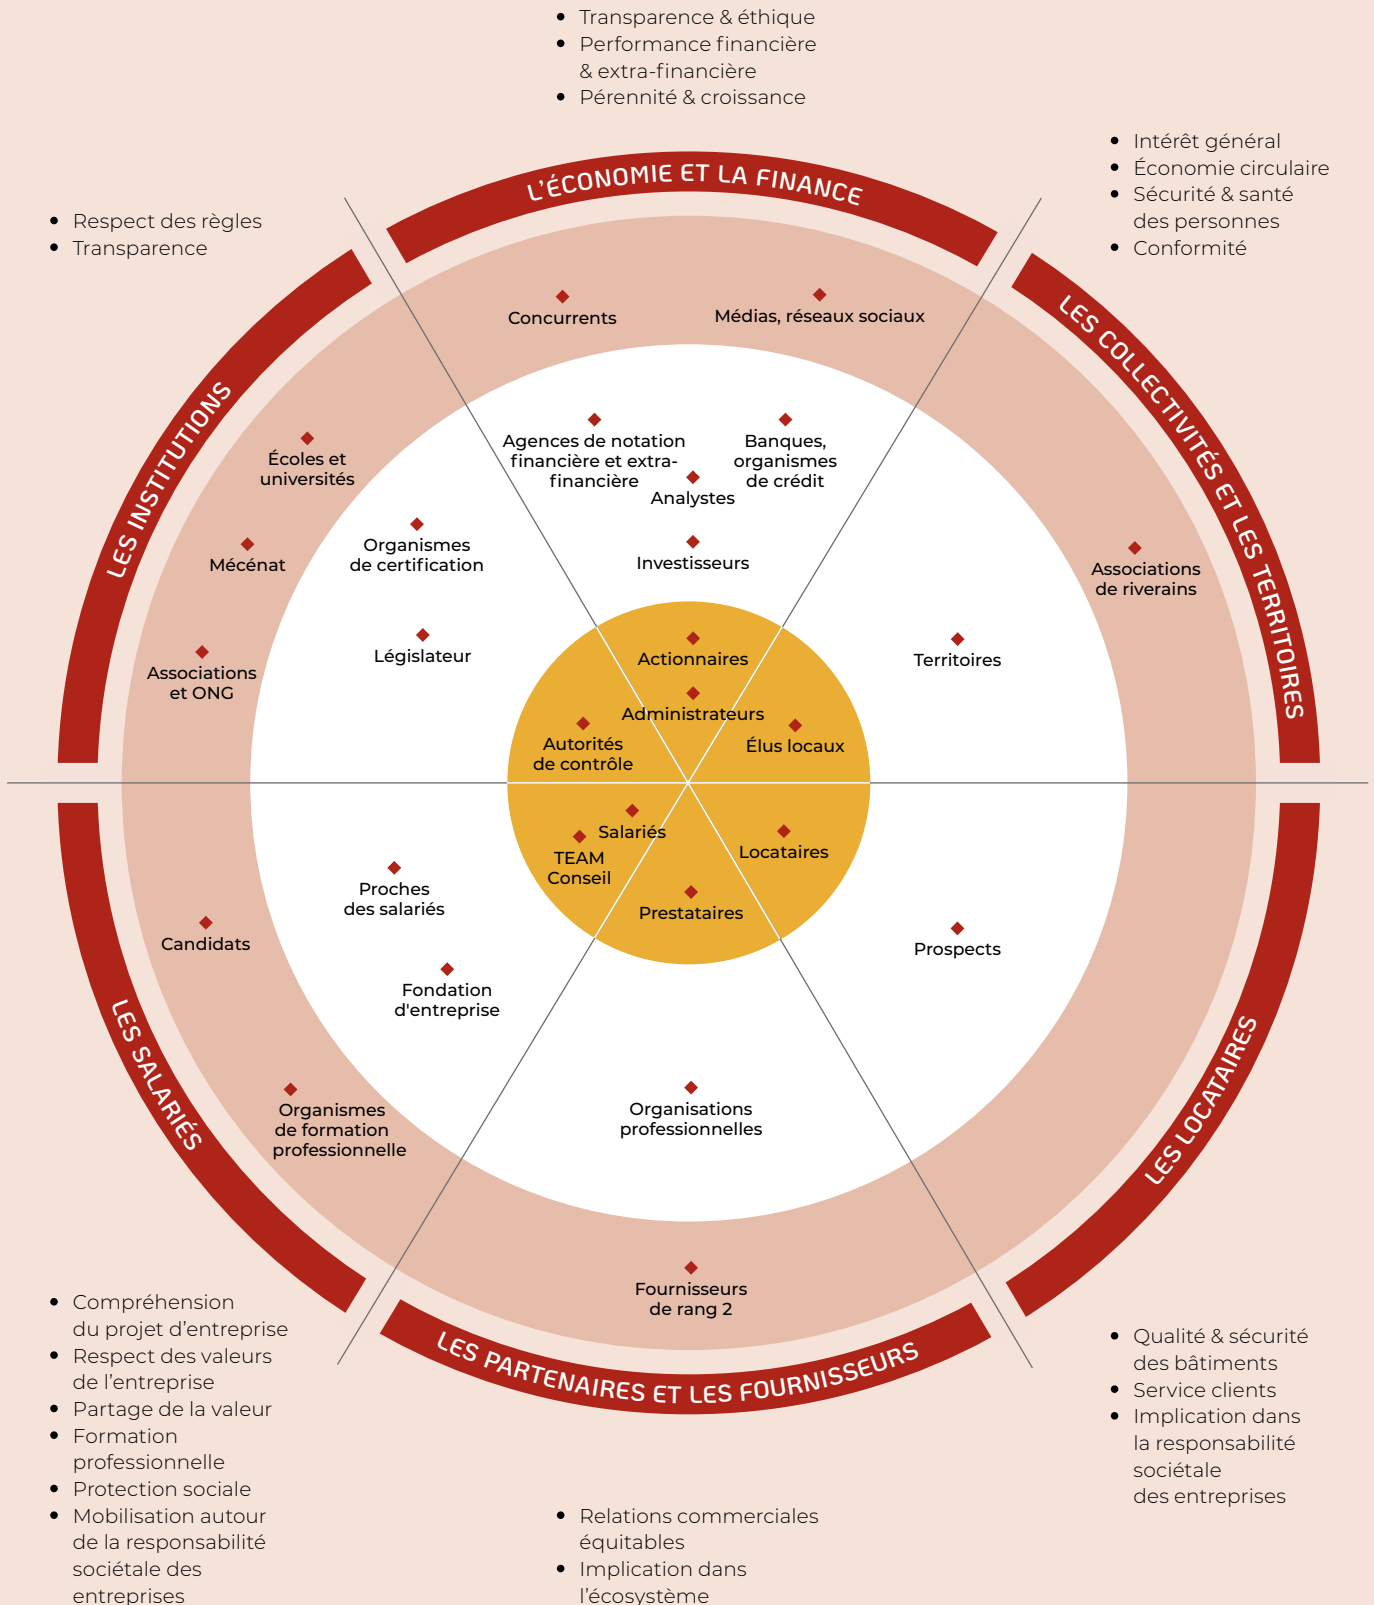 • Transparence & éthique
• Performance financière
& extra-financière
• Pérennité & croissance
• Intérêt général
• Économie circulaire
• Sécurité & santé
des personnes
• Conformité
• Respect des règles
• Transparence
L'ÉCONOMIE ET LA FINANCE
LES COLLECTIVITÉS ET LES TERRITOIRES
LES INSTITUTIONS
Concurrents
Médias, réseaux sociaux
Agences de notation
financière et extra-
financière
Banques,
organismes
de crédit
Analystes
Investisseurs
Écoles et
universités
Mécénat
Associations
et ONG
Organismes
de certification
Législateur
Associations
de riverains
Territoires
Actionnaires
Administrateurs
Autorités
de contrôle
Élus locaux
Salariés
TEAM
Conseil
Locataires
Prestataires
Proches
des salariés
Fondation
d'entreprise
Candidats
Organismes
de formation
professionnelle
Prospects
Organisations
professionnelles
Fournisseurs
de rang 2
LES SALARIÉS
LES LOCATAIRES
LES PARTENAIRES ET LES FOURNISSEURS
• Compréhension
du projet d'entreprise
• Respect des valeurs
de l'entreprise
• Partage de la valeur
• Formation
professionnelle
• Protection sociale
• Mobilisation autour
de la responsabilité
sociétale des
entreprises
• Relations commerciales
équitables
• Implication dans
l'écosystème
• Qualité & sécurité
des bâtiments
• Service clients
• Implication dans
la responsabilité
sociétale
des entreprises